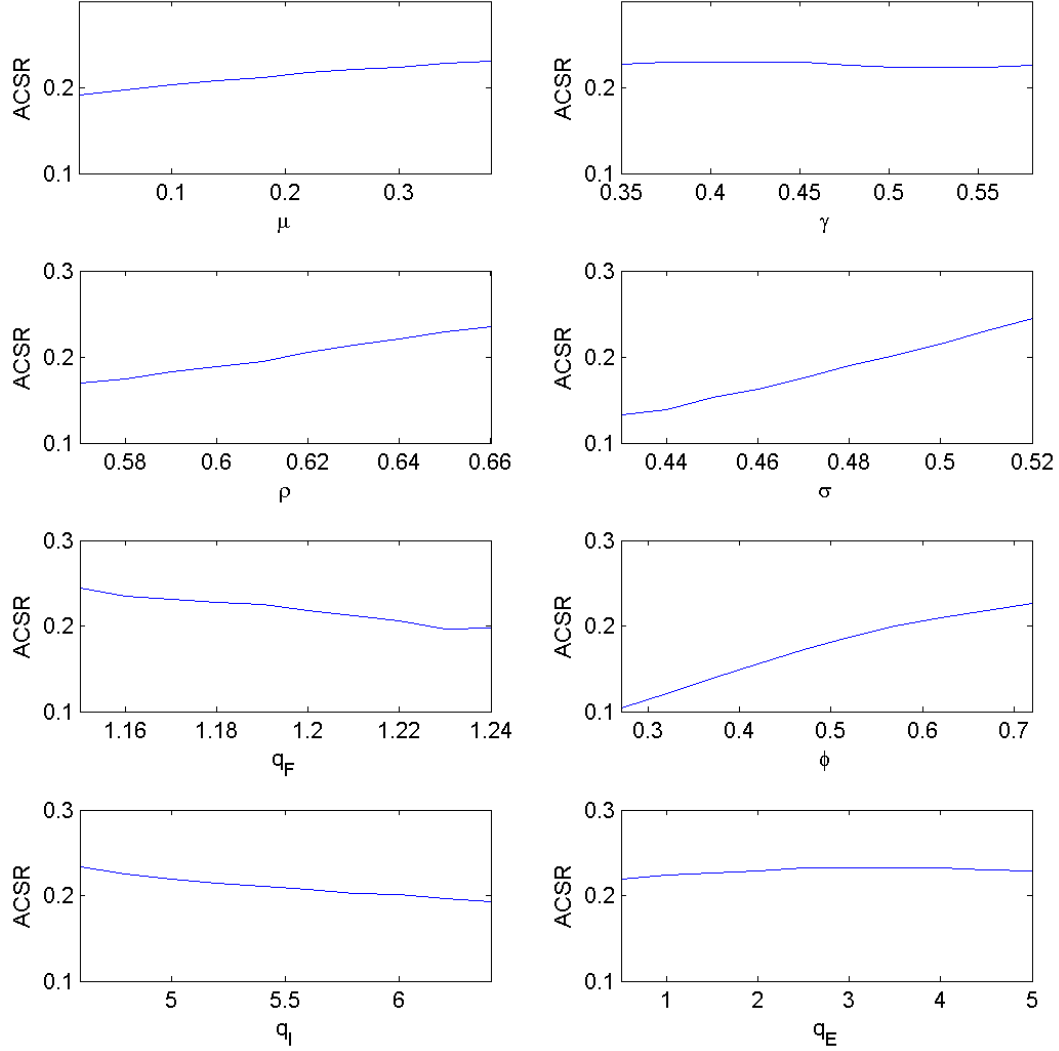 ACSR
0.2
0.1
0.1 0.2 0.3
μ
ACSR
0.2
0.1
0.35 0.4 0.45 0.5 0.55
γ
ACSR
0.3
0.2
0.1
0.58 0.6 0.62 0.64 0.66
ρ
ACSR
0.3
0.2
0.1
0.44 0.46 0.48 0.5 0.52
σ
ACSR
0.3
0.2
0.1
1.16 1.18 1.2 1.22 1.24
q_F
ACSR
0.3
0.2
0.1
0.3 0.4 0.5 0.6 0.7
ϕ
ACSR
0.3
0.2
0.1
5 5.5 6
q_I
ACSR
0.3
0.2
0.1
1 2 3 4 5
q_E